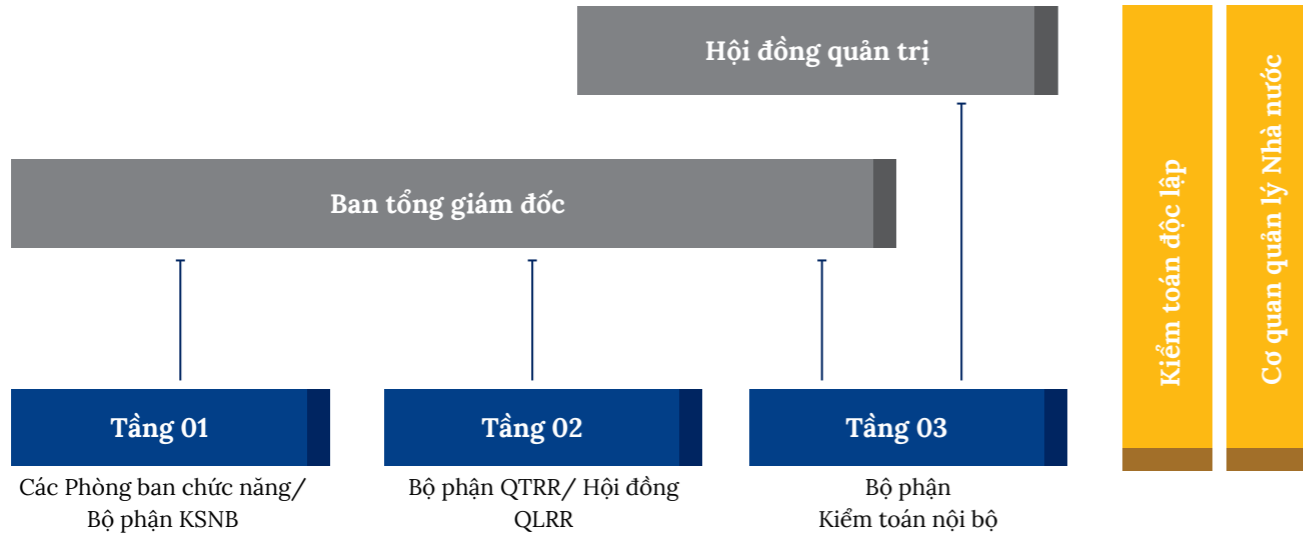 Hội đồng quản trị
Ban tổng giám đốc
Tầng 01
Các Phòng ban chức năng/
Bộ phận KSNB
Tầng 02
Bộ phận QTRR/ Hội đồng
QLRR
Tầng 03
Bộ phận
Kiểm toán nội bộ
Kiểm toán độc lập
Cơ quan quản lý Nhà nước